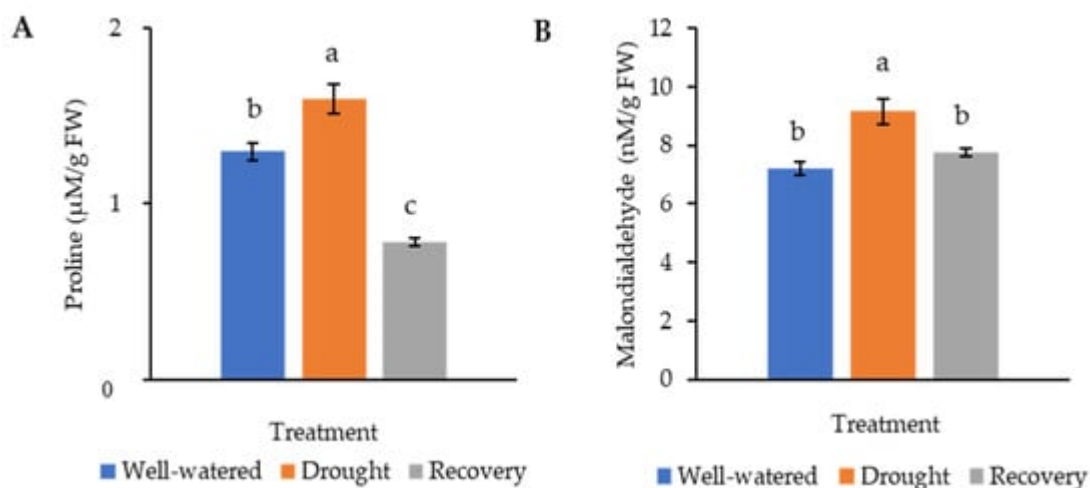 A
Proline (µM/g FW)
2
1
0
b
a
c
Treatment
Well-watered Drought Recovery
B
Malondialdehyde (nM/g FW)
12
10
8
6
4
2
0
b
a
b
Treatment
Well-watered Drought Recovery